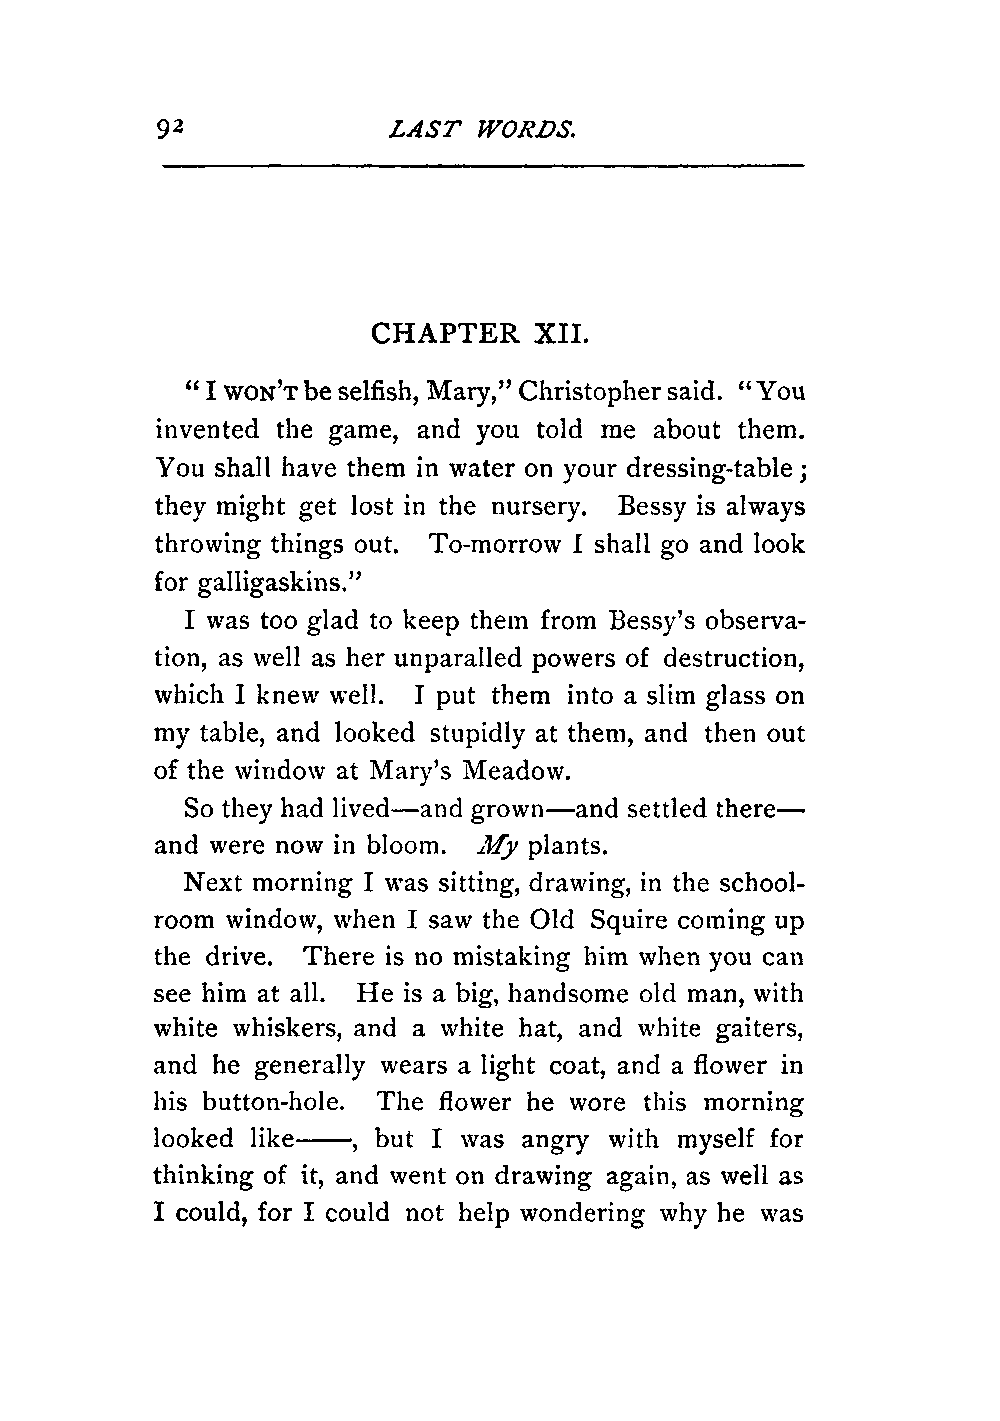 92 LAST WORDS.
CHAPTER XII.
“ I WON’T be selfish, Mary,” Christopher said. “You
invented the game, and you told me about them.
You shall have them in water on your dressing-table ;
they might get lost in the nursery. Bessy is always
throwing things out. To-morrow I shall go and look
for galligaskins.”
I was too glad to keep them from Bessy’s observa-
tion, as well as her unparalled powers of destruction,
which I knew well. I put them into a slim glass on
my table, and looked stupidly at them, and then out
of the window at Mary’s Meadow.
So they had lived—and grown—and settled there—
and were now in bloom. My plants.
Next morning I was sitting, drawing, in the school-
room window, when I saw the Old Squire coming up
the drive. There is no mistaking him when you can
see him at all. He is a big, handsome old man, with
white whiskers, and a white hat, and white gaiters,
and he generally wears a light coat, and a flower in
his button-hole. The flower he wore this morning
looked like——, but I was angry with myself for
thinking of it, and went on drawing again, as well as
I could, for I could not help wondering why he was